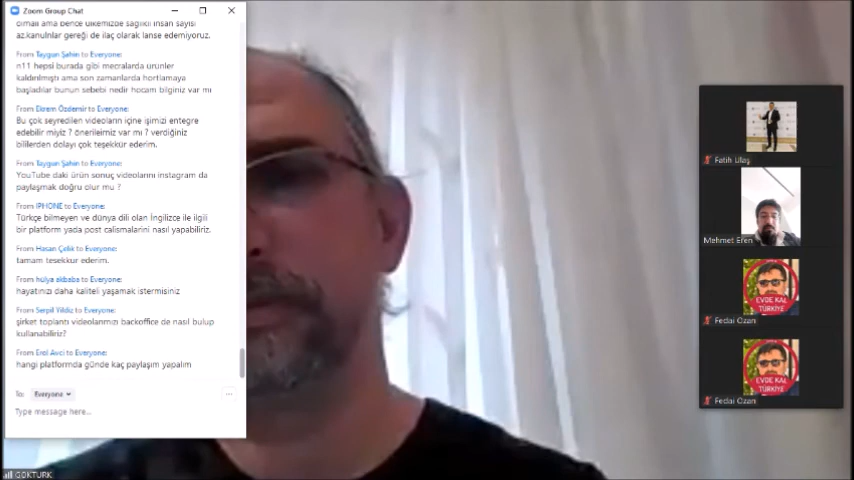 Zoom Group Chat
olmalı ama bence ülkemizde sağlıklı insan sayısı
az.kanulnlar gereği de ilaç olarak lanse edemiyoruz.
From Taygun Şahin to Everyone:
n11 hepsi burada gibi mecralarda ürünler
kaldırılmıştı ama son zamanlarda hortlamaya
başladılar bunun sebebi nedir hocam bilginiz var mı
From Ekrem Özdemir to Everyone:
Bu çok seyredilen videoların içine işimizi entegre
edebilir miyiz ? önerileriniz var mı ? verdiğiniz
bililerden dolayı çok teşekkür ederim.
From Taygun Şahin to Everyone:
YouTube daki ürün sonuç videolarını instagram da
paylaşmak doğru olur mu ?
From IPHONE to Everyone:
Türkçe bilmeyen ve dünya dili olan İngilizce ile ilgili
bir platform yada post calismalarini nasıl yapabiliriz.
From Hasan Çelik to Everyone:
tamam tesekkur ederim.
From hülya akbaba to Everyone:
hayatınızı daha kaliteli yaşamak istermisiniz
From Serpil Yıldız to Everyone:
şirket toplantı videolarımızı backoffice de nasıl bulup
kullanabiliriz?
From Erol Avcı to Everyone:
hangi platformda günde kaç paylaşım yapalım
To: Everyone
Type message here...
GÖKTÜRK
Fatih Ulaş
Mehmet Eren
EVDE KAL
TÜRKİYE
Fedai Ozan
EVDE KAL
TÜRKİYE
Fedai Ozan